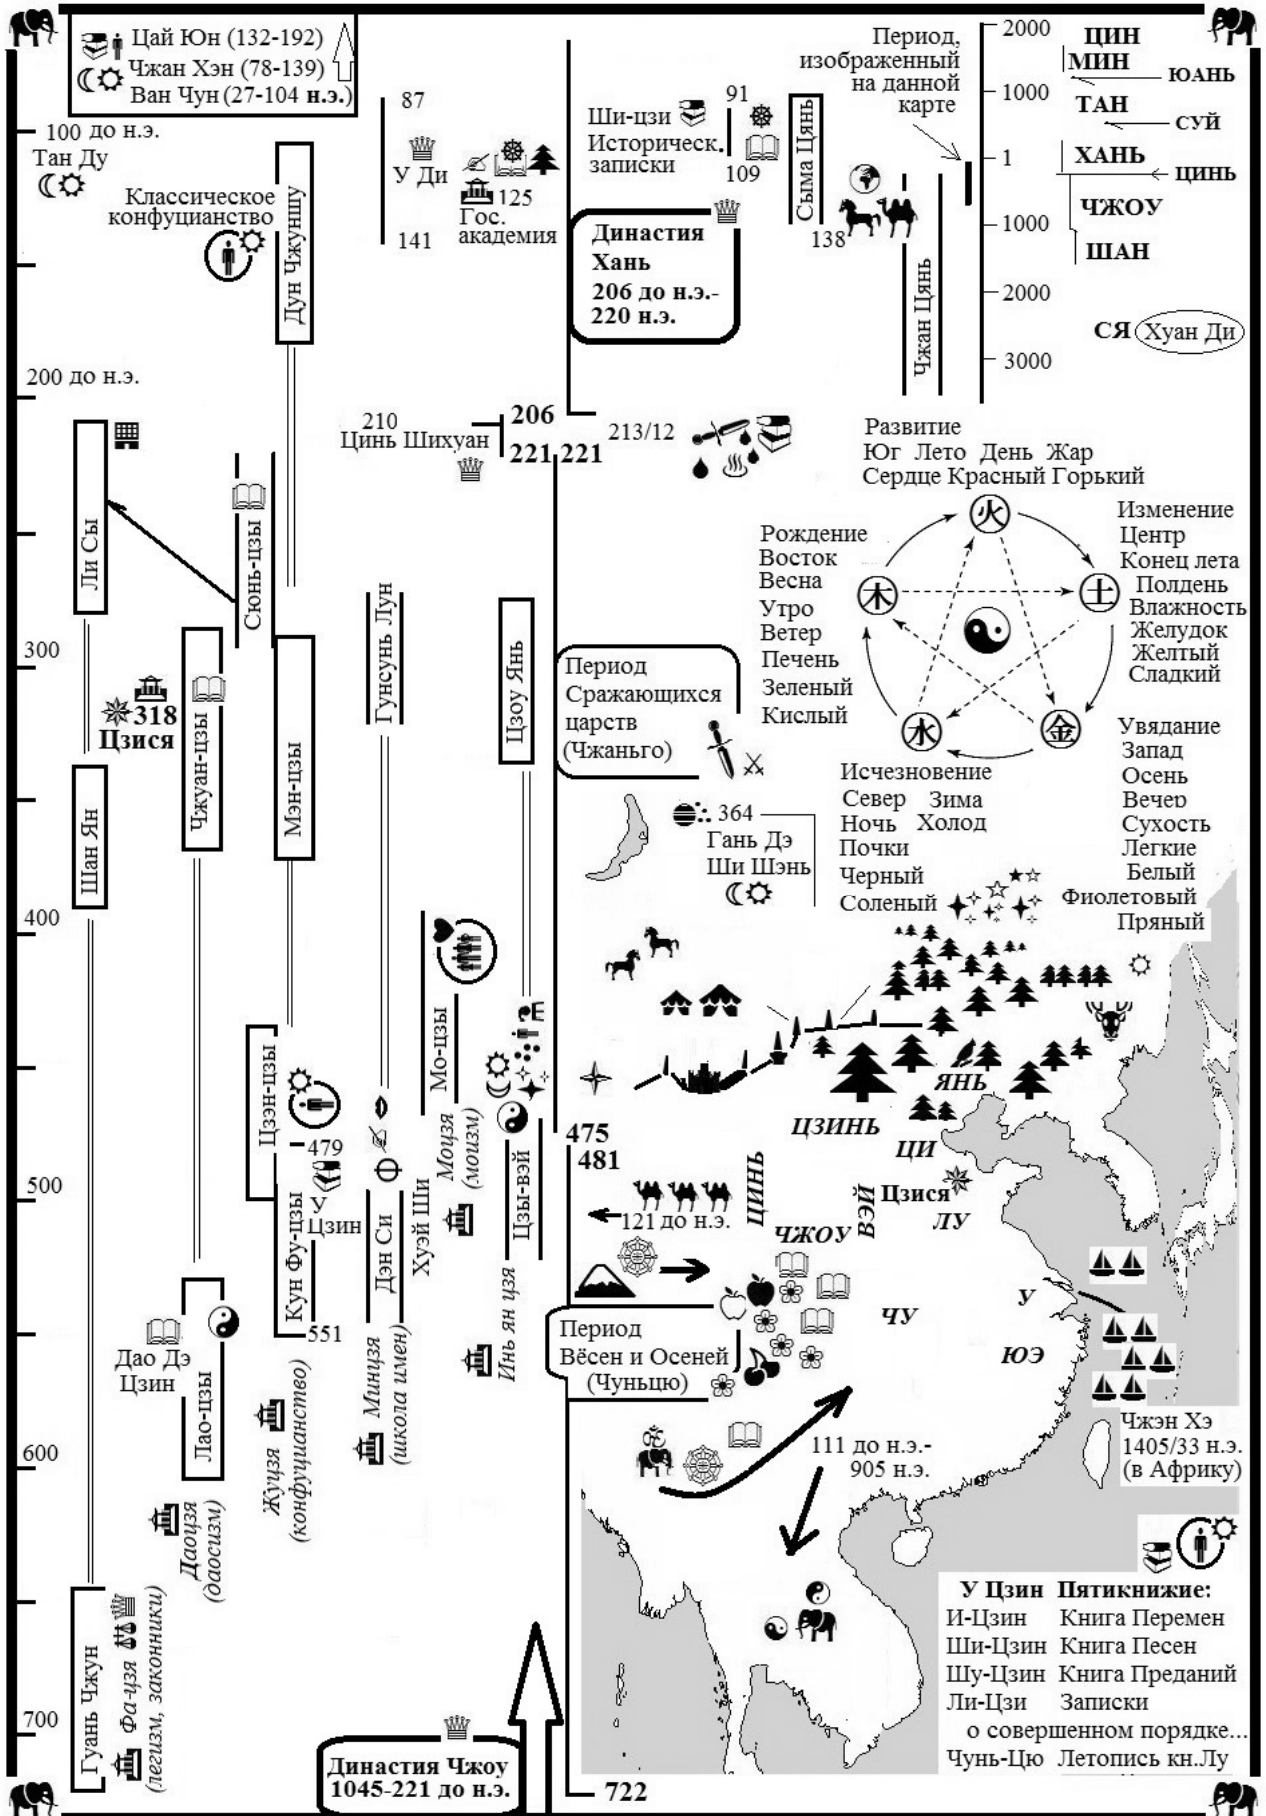 Цай Юн (132-192)
Чжан Хэн (78-139)
Ван Чун (27-104 н.э.)
100 до н.э.
Тан Ду
Классическое
конфуцианство
Дун Чжуншу
87
У Ди
141
125
Гос.
академия
Ши-цзи
Историческ.
записки
91
109
Сыма Цянь
138
Чжан Цянь
Династия
Хань
206 до н.э.-
220 н.э.
Период,
изображенный
на данной
карте
2000
1000
1
1000
2000
3000
ЦИН
МИН
ЮАНЬ
ТАН
СУЙ
ХАНЬ
ЦИНЬ
ЧЖОУ
ШАН
СЯ Хуан Ди
200 до н.э.
210
Цинь Шихуан
206
221
221
213/12
Ли Сы
Сюнь-цзы
Гунсунь Лун
Цзоу Янь
300
318
Цзися
Чжуан-цзы
Мэн-цзы
Шан Ян
Период
Сражающихся
царств
(Чжаньго)
364
Гань Дэ
Ши Шэнь
Развитие
Юг Лето День Жар
Сердце Красный Горький
火
土
金
水
木
Рождение
Восток
Весна
Утро
Ветер
Печень
Зеленый
Кислый
Изменение
Центр
Конец лета
Полдень
Влажность
Желудок
Желтый
Сладкий
Исчезновение
Север Зима
Ночь Холод
Почки
Черный
Соленый
Увядание
Запад
Осень
Вечер
Сухость
Легкие
Белый
Фиолетовый
Пряный
400
Цзэн-цзы
479
У
Цзин
Кун Фу-цзы
551
Мо-цзы
Моцзя
(моизм)
Хуэй Ши
Дэн Си
Минцзя
(школа имен)
Цзы-вэй
Инь ян цзя
500
475
481
Дао Дэ
Цзин
Лао-цзы
Даоцзя
(даосизм)
Жуцзя
(конфуцианство)
600
Гуань Чжун
Фа-цзя
(легизм, законники)
700
Династия Чжоу
1045-221 до н.э.
722
Период
Вёсен и Осеней
(Чуньцю)
121 до н.э.
ЯНЬ
ЦЗИНЬ
ЦИ
ЦИНЬ
ВЭЙ
Цзися
ЛУ
ЧЖОУ
У
ЧУ
ЮЭ
111 до н.э.-
905 н.э.
Чжэн Хэ
1405/33 н.э.
(в Африку)
У Цзин Пятикнижие:
И-Цзин Книга Перемен
Ши-Цзин Книга Песен
Шу-Цзин Книга Преданий
Ли-Цзи Записки
о совершенном порядке...
Чунь-Цю Летопись кн.Лу